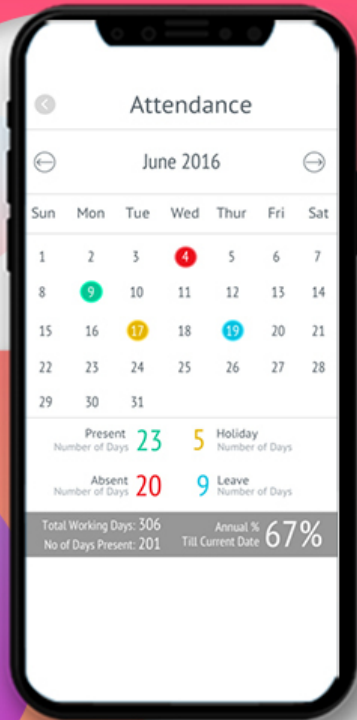 Attendance
June 2016
Sun Mon Tue Wed Thur Fri Sat
1 2 3 4 5 6 7
8 9 10 11 12 13 14
15 16 17 18 19 20 21
22 23 24 25 26 27 28
29 30 31
Present Number of Days 23 5 Holiday Number of Days
Absent Number of Days 20 9 Leave Number of Days
Total Working Days: 306
No of Days Present: 201
Annual % Till Current Date 67%